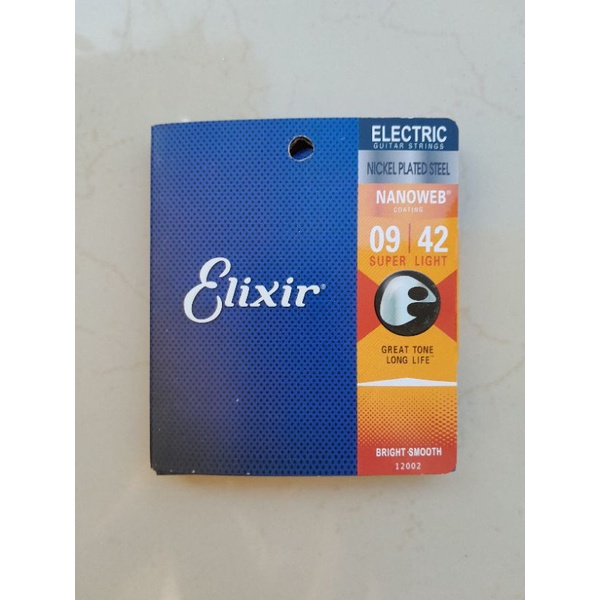 ELECTRIC
GUITAR STRINGS
NICKEL PLATED STEEL
NANOWEB®
COATING
09 | 42
SUPER LIGHT
Elixir®
GREAT TONE
LONG LIFE™
BRIGHT·SMOOTH
12002